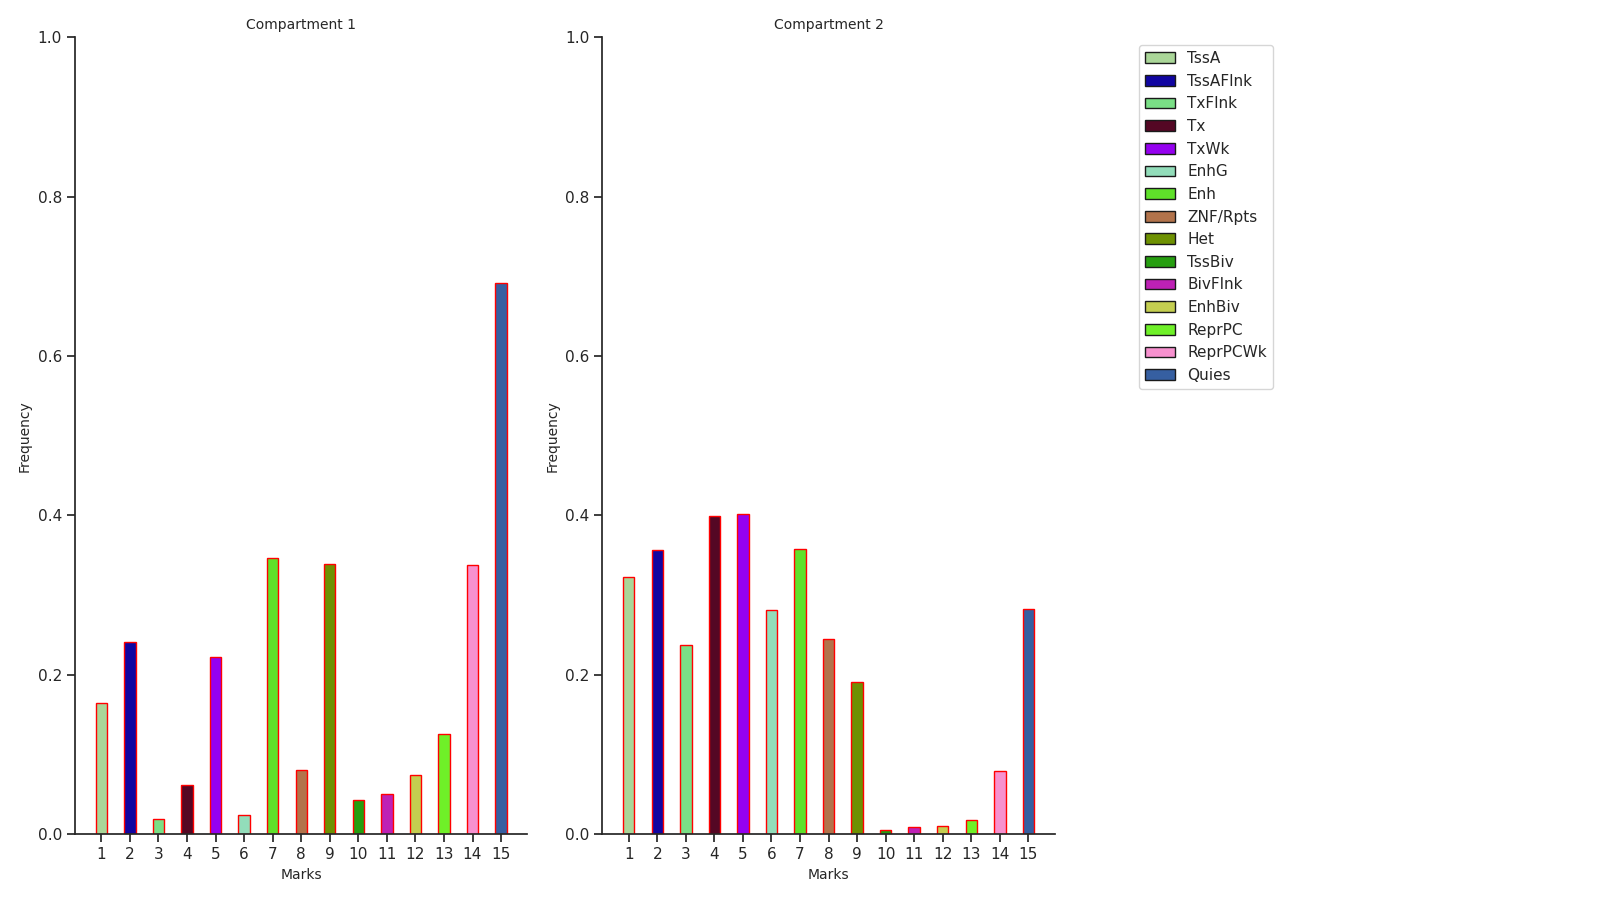 Compartment 1
1.0
0.8
0.6
0.4
0.2
0.0
Frequency
1 2 3 4 5 6 7 8 9 10 11 12 13 14 15
Marks
Compartment 2
1.0
0.8
0.6
0.4
0.2
0.0
Frequency
1 2 3 4 5 6 7 8 9 10 11 12 13 14 15
Marks
TssA
TssAFlnk
TxFlnk
Tx
TxWk
EnhG
Enh
ZNF/Rpts
Het
TssBiv
BivFlnk
EnhBiv
ReprPC
ReprPCWk
Quies